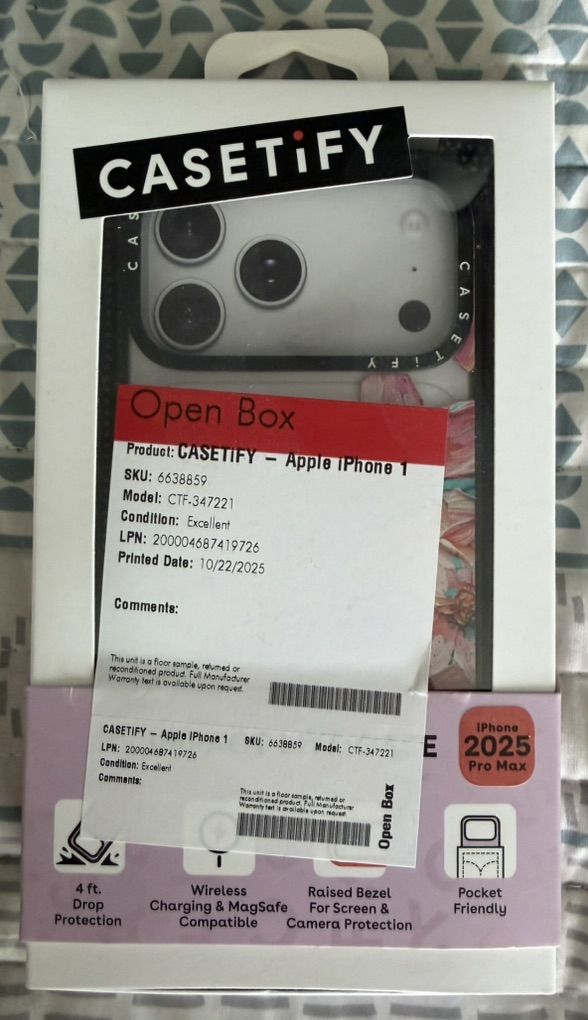 CASETiFY
CAS
CASETiFY
Open Box
Product: CASETiFY – Apple iPhone 1
SKU: 6638859
Model: CTF-347221
Condition: Excellent
LPN: 200004687419726
Printed Date: 10/22/2025
Comments:
This unit is a floor sample, returned or
reconditioned product. Full Manufacturer
Warranty text is available upon request.
CASETiFY – Apple iPhone 1 SKU: 6638859 Model: CTF-347221
LPN: 200004687419726
Condition: Excellent
Comments:
This unit is a floor sample, returned or
reconditioned product. Full Manufacturer
Warranty text is available upon request
Open Box
E
iPhone
2025
Pro Max
4 ft.
Drop
Protection
Wireless
Charging & MagSafe
Compatible
Raised Bezel
For Screen &
Camera Protection
Pocket
Friendly